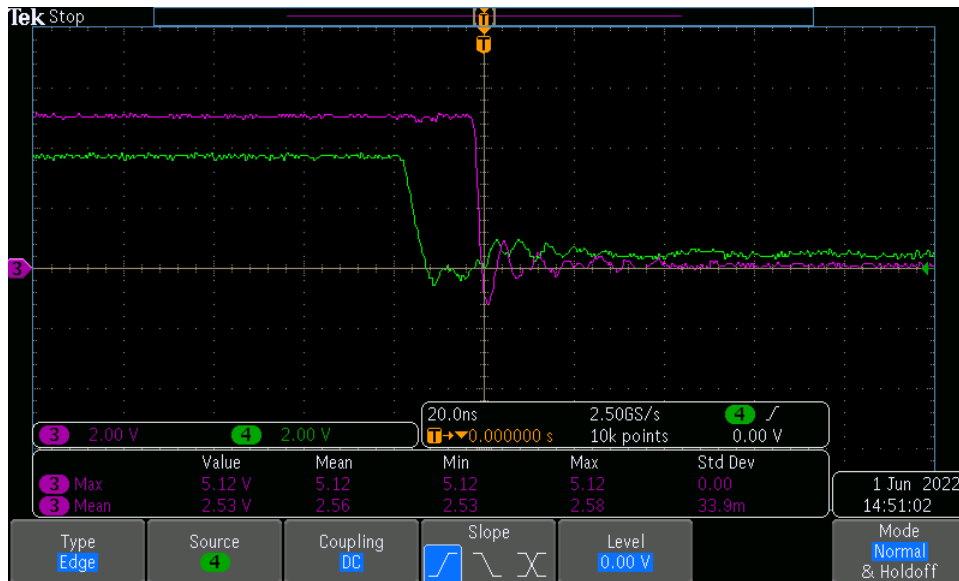 Tek Stop
T
T
3
3 2.00 V 4 2.00 V
20.0ns 2.50GS/s 4
T→▼0.000000 s 10k points 0.00 V
Value Mean Min Max Std Dev
3 Max 5.12 V 5.12 5.12 5.12 0.00
3 Mean 2.53 V 2.56 2.53 2.58 33.9m
1 Jun 2022
14:51:02
Type
Edge
Source
4
Coupling
DC
Slope
Level
0.00 V
Mode
Normal
& Holdoff